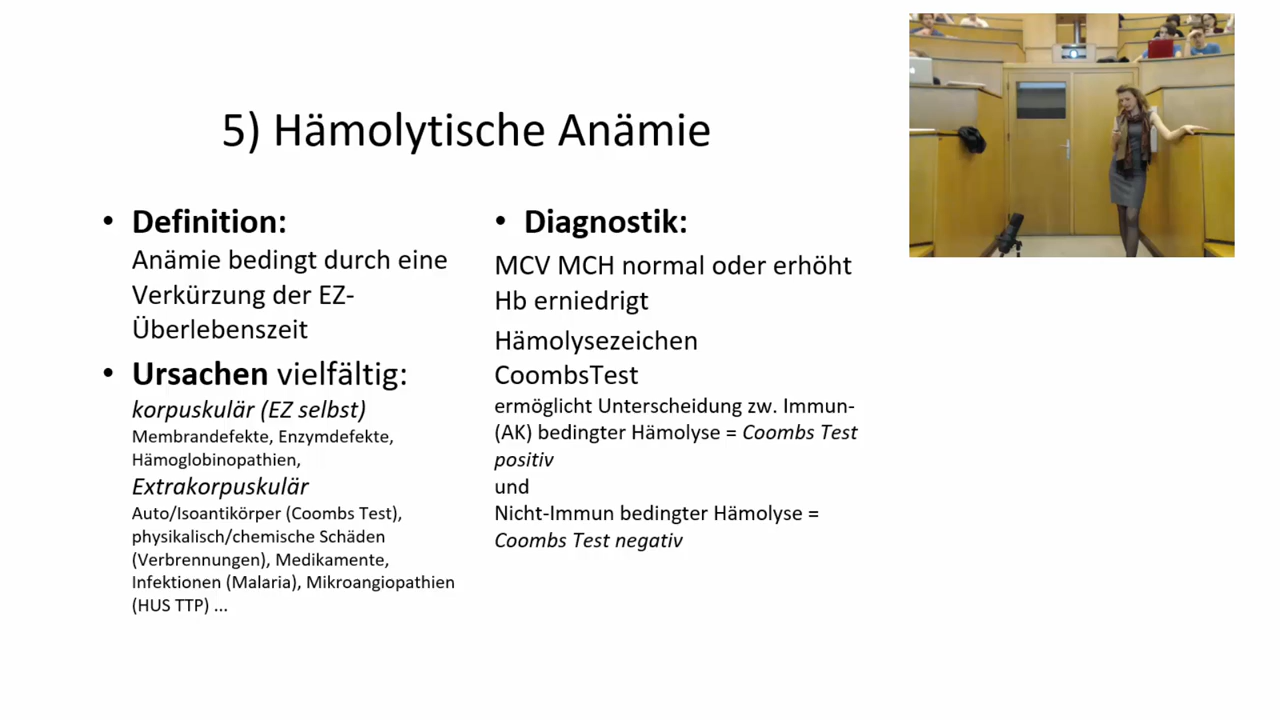 5) Hämolytische Anämie
• Definition:
Anämie bedingt durch eine
Verkürzung der EZ-
Überlebenszeit
• Ursachen vielfältig:
korpuskulär (EZ selbst)
Membrandefekte, Enzymdefekte,
Hämoglobinopathien,
Extrakorpuskulär
Auto/Isoantikörper (Coombs Test),
physikalisch/chemische Schäden
(Verbrennungen), Medikamente,
Infektionen (Malaria), Mikroangiopathien
(HUS TTP) ...
• Diagnostik:
MCV MCH normal oder erhöht
Hb erniedrigt
Hämolysezeichen
CoombsTest
ermöglicht Unterscheidung zw. Immun-
(AK) bedingter Hämolyse = Coombs Test
positiv
und
Nicht-Immun bedingter Hämolyse =
Coombs Test negativ